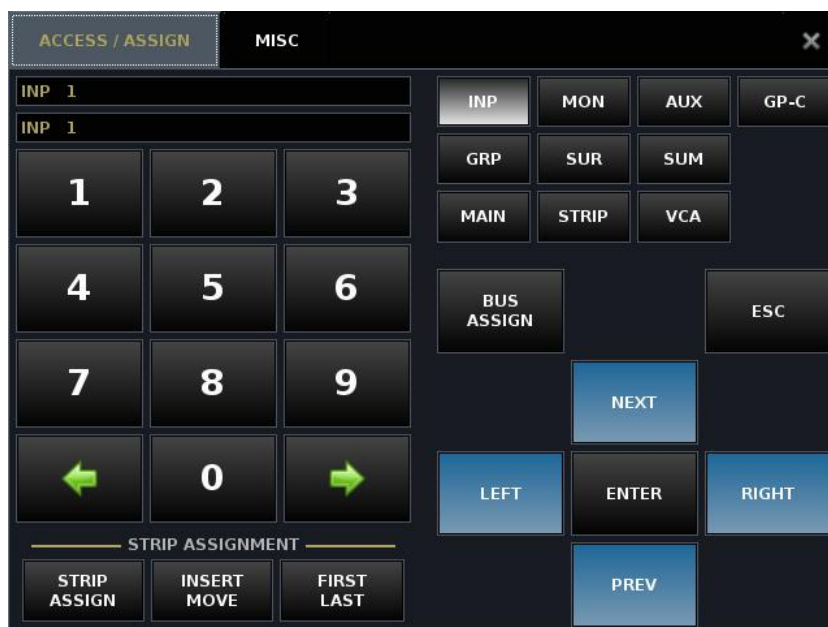 ACCESS / ASSIGN MISC
INP 1
INP 1
1 2 3
4 5 6
7 8 9
0
STRIP ASSIGNMENT
STRIP ASSIGN
INSERT MOVE
FIRST LAST
INP MON AUX GP-C
GRP SUR SUM
MAIN STRIP VCA
BUS ASSIGN
ESC
NEXT
LEFT ENTER RIGHT
PREV